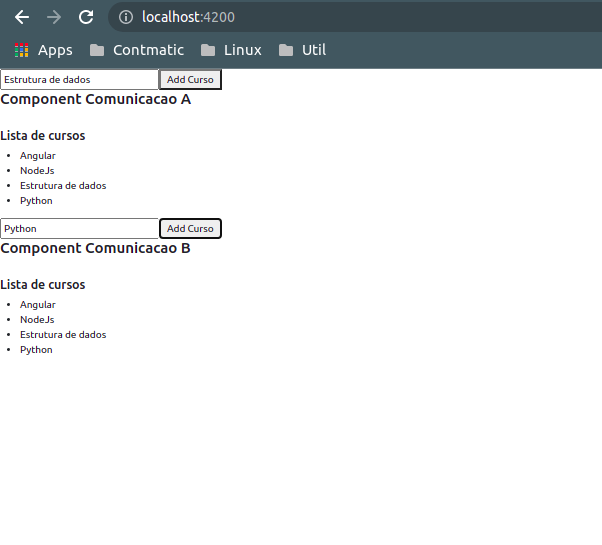 localhost:4200
Apps Contmatic Linux Util
Estrutura de dados Add Curso
Component Comunicacao A
Lista de cursos
• Angular
• NodeJs
• Estrutura de dados
• Python
Python Add Curso
Component Comunicacao B
Lista de cursos
• Angular
• NodeJs
• Estrutura de dados
• Python